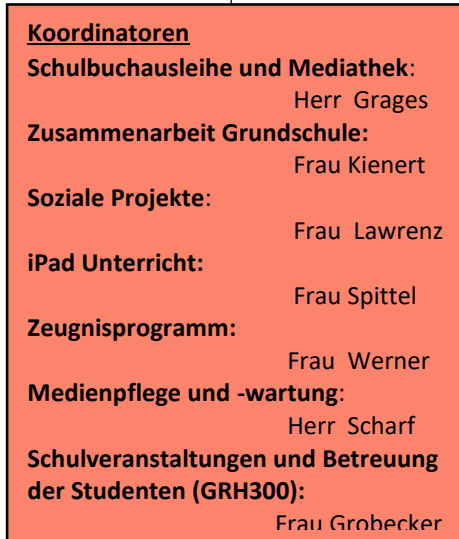 Koordinatoren
Schulbuchausleihe und Mediathek:
Herr Grages
Zusammenarbeit Grundschule:
Frau Kienert
Soziale Projekte:
Frau Lawrenz
iPad Unterricht:
Frau Spittel
Zeugnisprogramm:
Frau Werner
Medienpflege und -wartung:
Herr Scharf
Schulveranstaltungen und Betreuung
der Studenten (GRH300):
Frau Grobecker